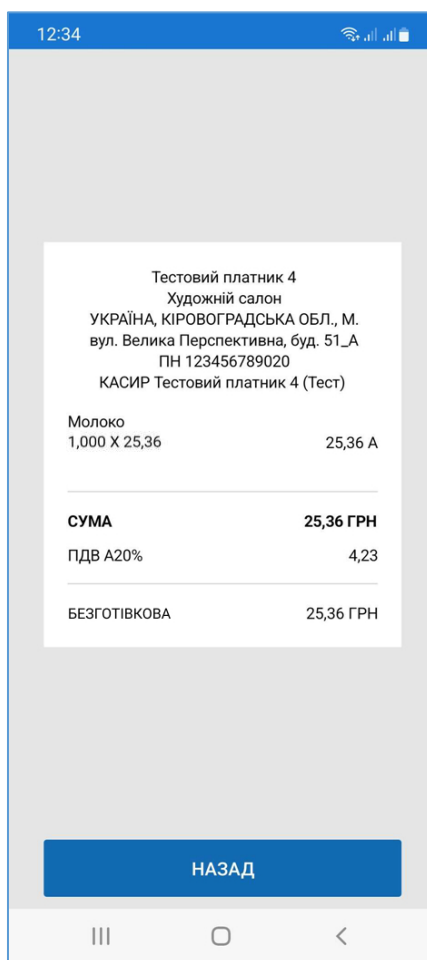 12:34
Тестовий платник 4
Художній салон
УКРАЇНА, КІРОВОГРАДСЬКА ОБЛ., М.
вул. Велика Перспективна, буд. 51_А
ПН 123456789020
КАСИР Тестовий платник 4 (Тест)
Молоко
1,000 X 25,36 25,36 А
СУМА 25,36 ГРН
ПДВ А20% 4,23
БЕЗГОТІВКОВА 25,36 ГРН
НАЗАД